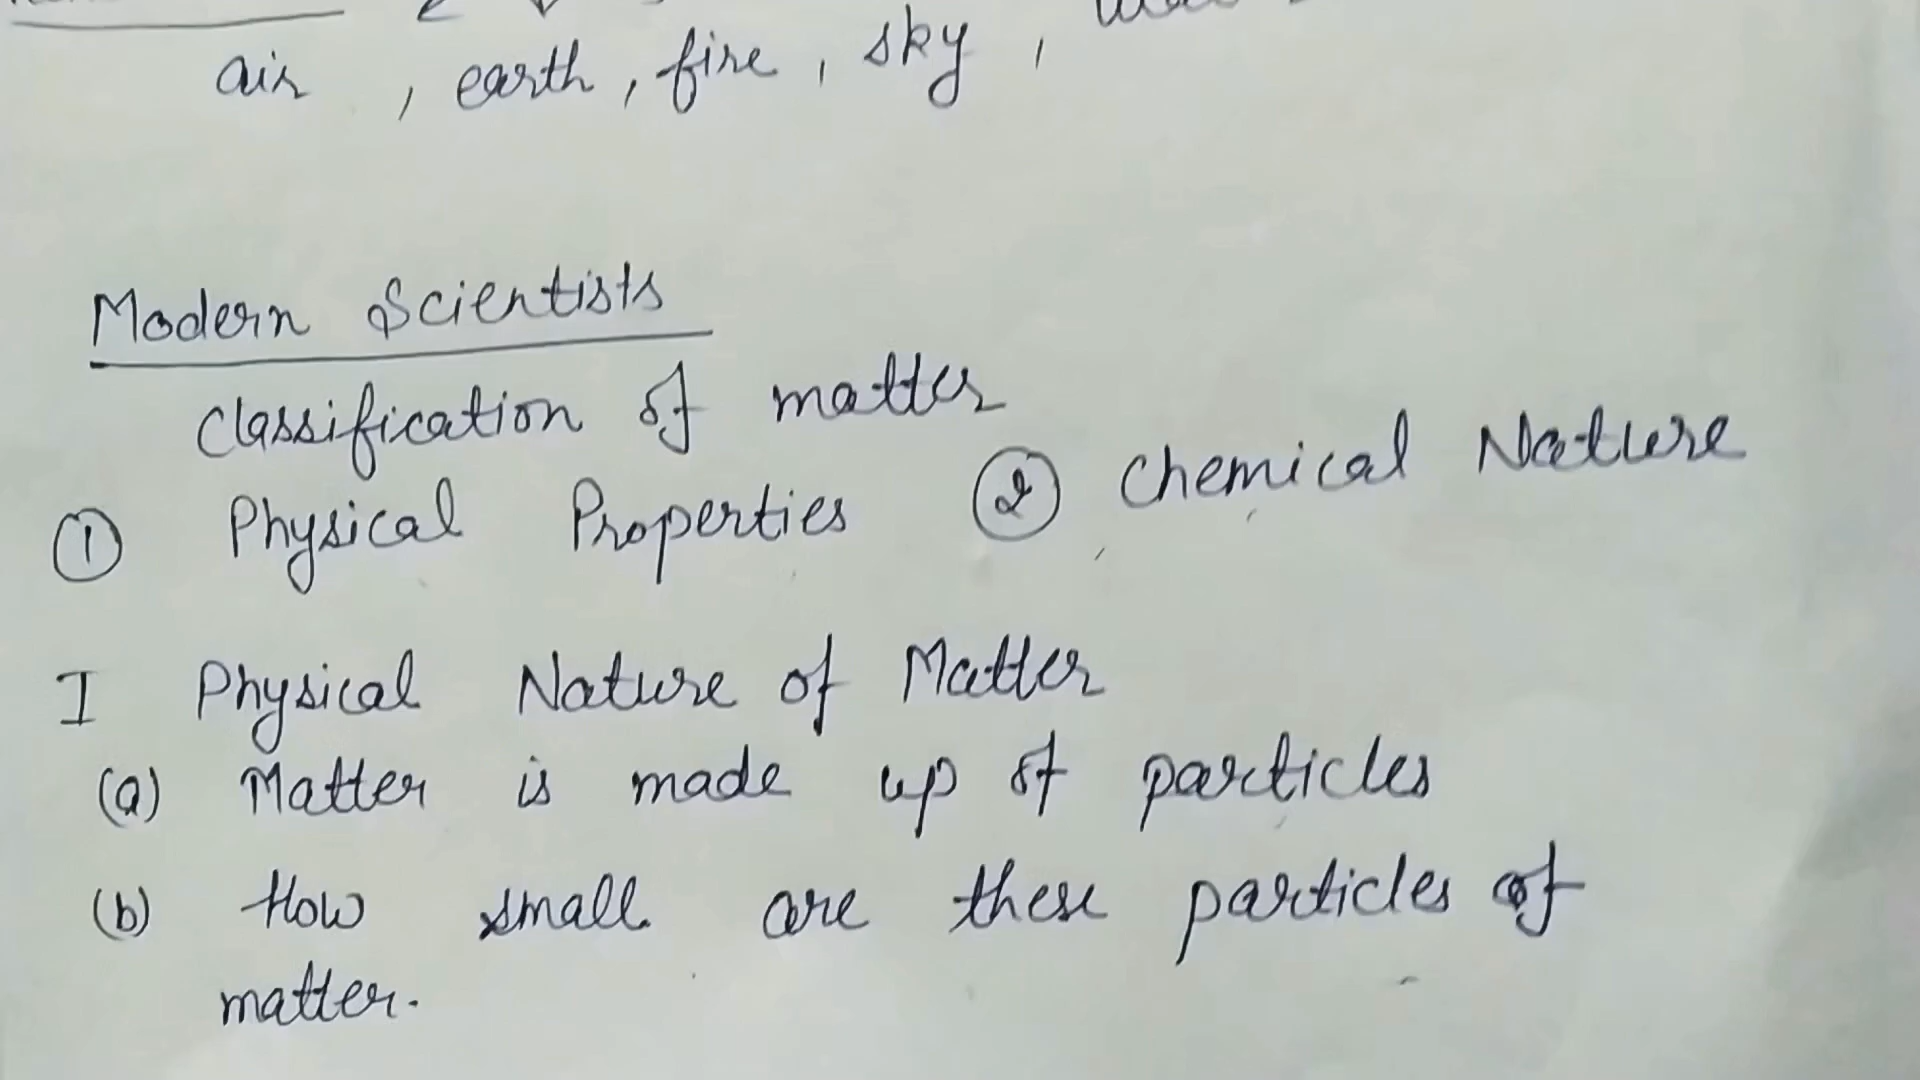 air , earth , fire , sky ,
Modern Scientists
Classification of matter
① Physical Properties ② Chemical Nature
I Physical Nature of Matter
(a) Matter is made up of particles
(b) How small are these particles of
matter.